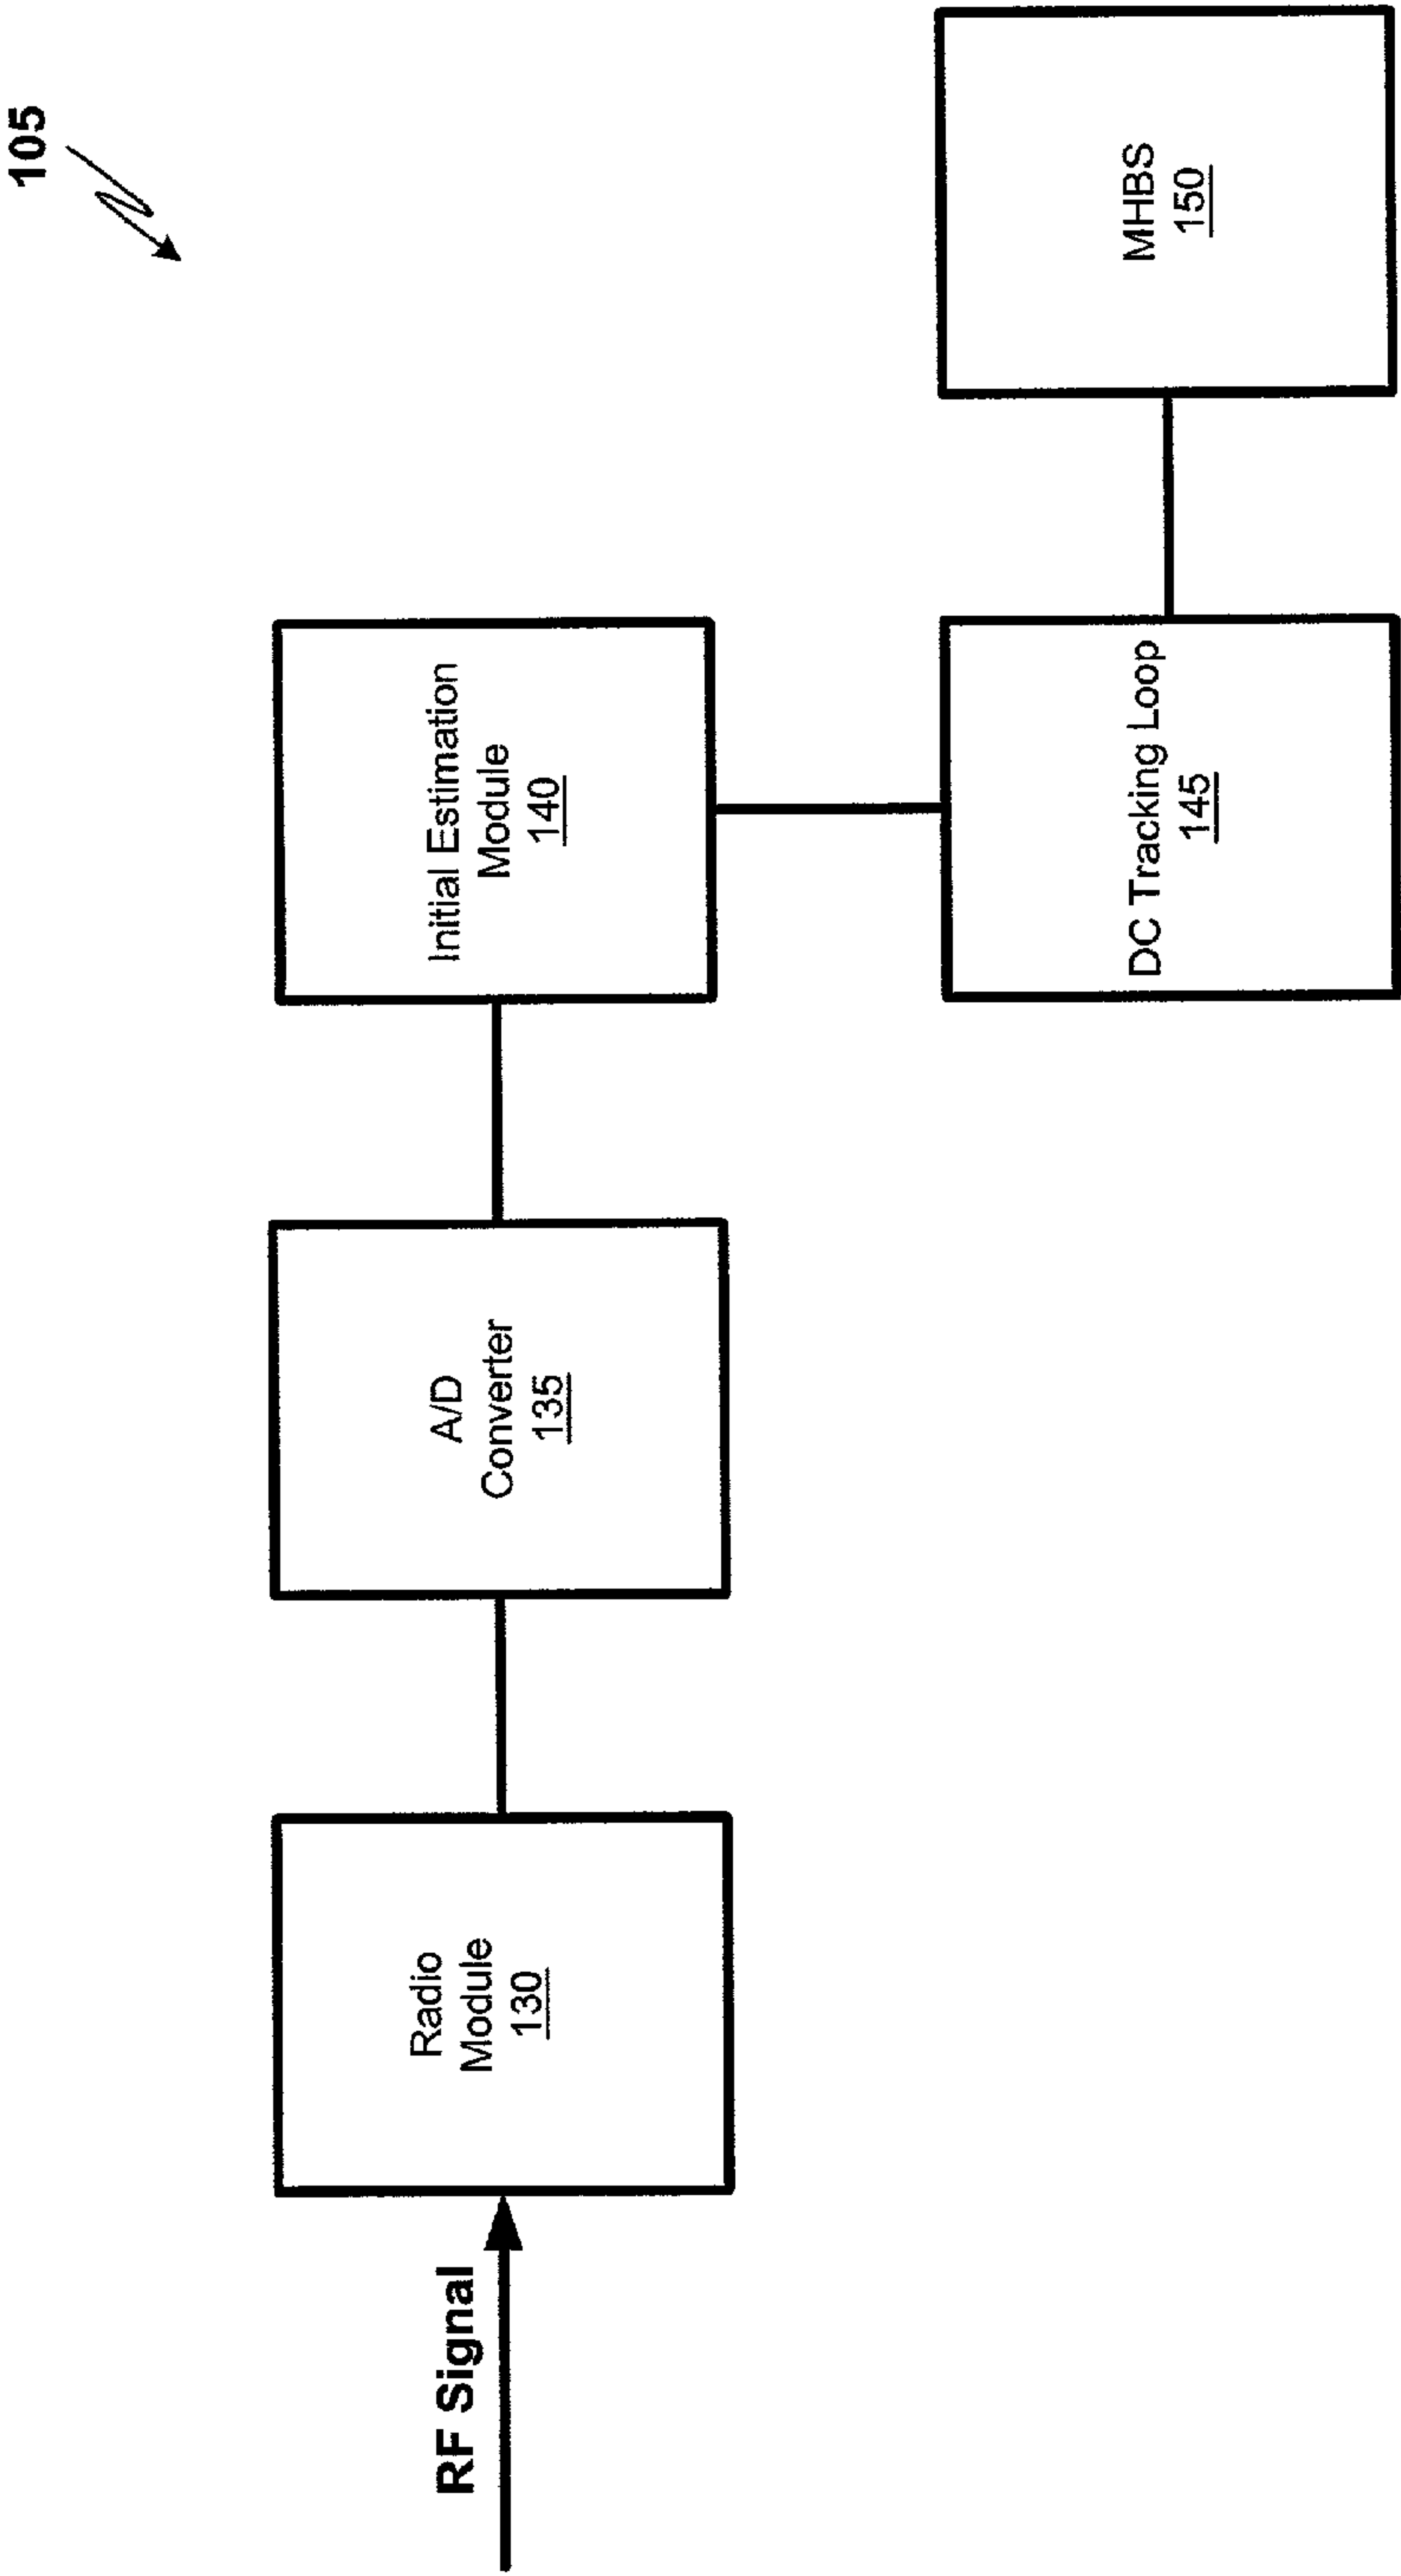 105
RF Signal
Radio
Module
130
A/D
Converter
135
Initial Estimation
Module
140
DC Tracking Loop
145
MHBS
150